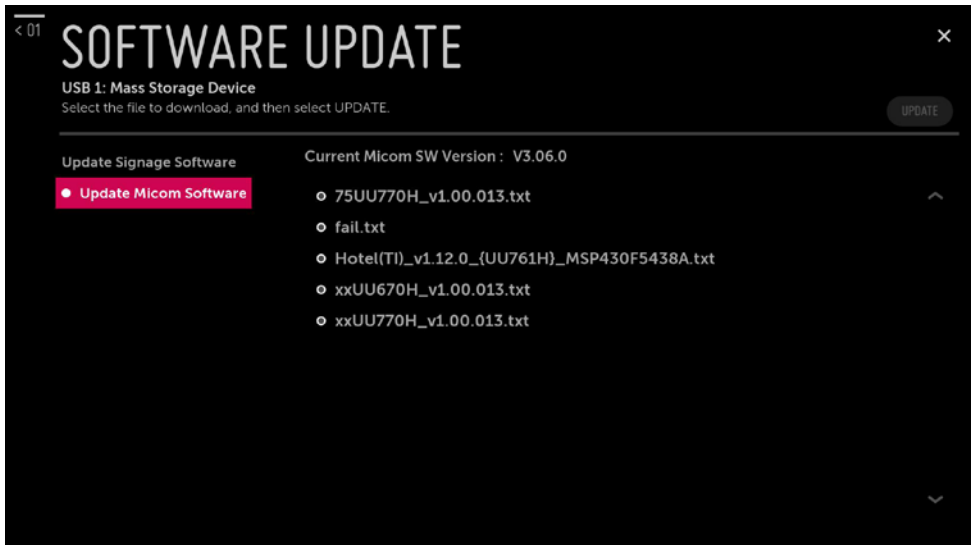 < 01
SOFTWARE UPDATE
USB 1: Mass Storage Device
Select the file to download, and then select UPDATE.
UPDATE
Update Signage Software
Update Micom Software
Current Micom SW Version : V3.06.0
75UU770H_v1.00.013.txt
fail.txt
Hotel(TI)_v1.12.0_{UU761H}_MSP430F5438A.txt
xxUU670H_v1.00.013.txt
xxUU770H_v1.00.013.txt